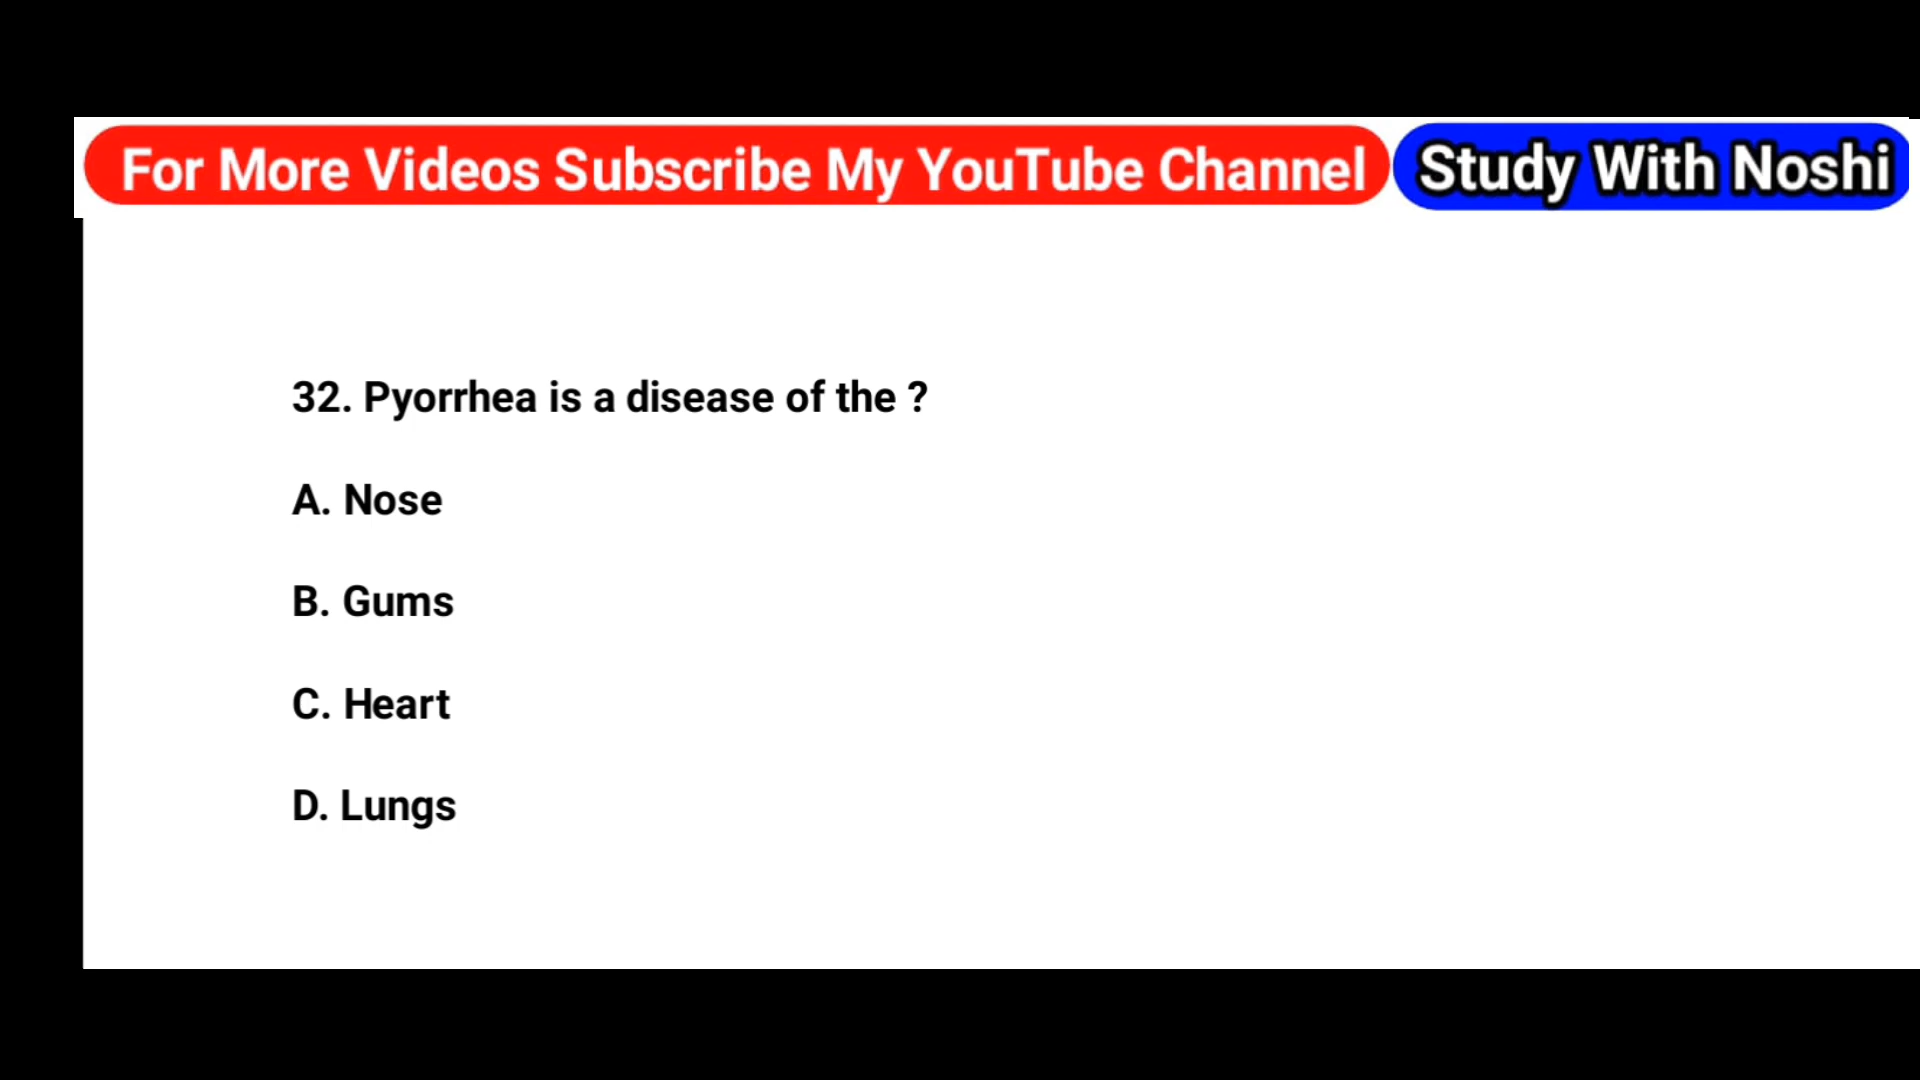 For More Videos Subscribe My YouTube Channel Study With Noshi
32. Pyorrhea is a disease of the ?
A. Nose
B. Gums
C. Heart
D. Lungs